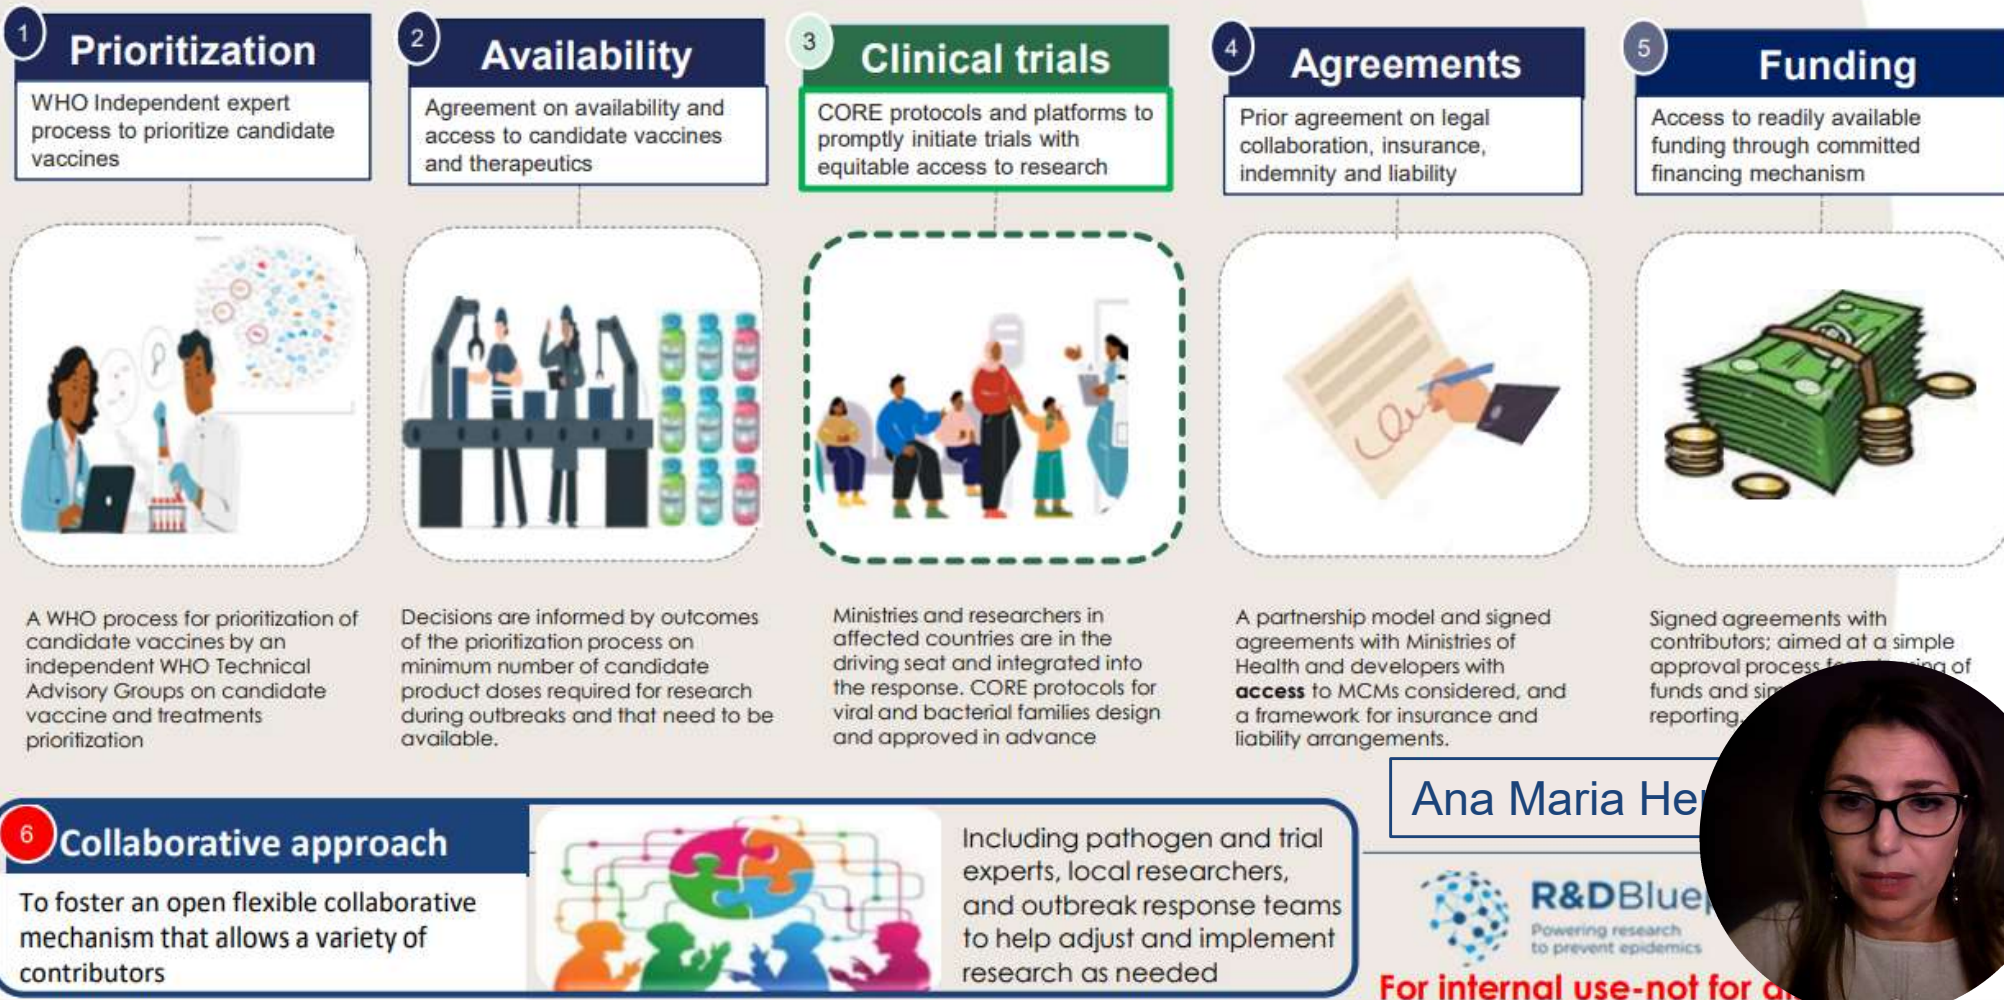 1
Prioritization
WHO Independent expert
process to prioritize candidate
vaccines
A WHO process for prioritization of
candidate vaccines by an
independent WHO Technical
Advisory Groups on candidate
vaccine and treatments
prioritization
2
Availability
Agreement on availability and
access to candidate vaccines
and therapeutics
Decisions are informed by outcomes
of the prioritization process on
minimum number of candidate
product doses required for research
during outbreaks and that need to be
available.
3
Clinical trials
CORE protocols and platforms to
promptly initiate trials with
equitable access to research
Ministries and researchers in
affected countries are in the
driving seat and integrated into
the response. CORE protocols for
viral and bacterial families design
and approved in advance
4
Agreements
Prior agreement on legal
collaboration, insurance,
indemnity and liability
A partnership model and signed
agreements with Ministries of
Health and developers with
access to MCMs considered, and
a framework for insurance and
liability arrangements.
5
Funding
Access to readily available
funding through committed
financing mechanism
Signed agreements with
contributors; aimed at a simple
approval process of
funds and
reporting.
6
Collaborative approach
To foster an open flexible collaborative
mechanism that allows a variety of
contributors
Including pathogen and trial
experts, local researchers,
and outbreak response teams
to help adjust and implement
research as needed
Ana Maria
R&D
Powering research
to prevent epidemics
For internal use-not for